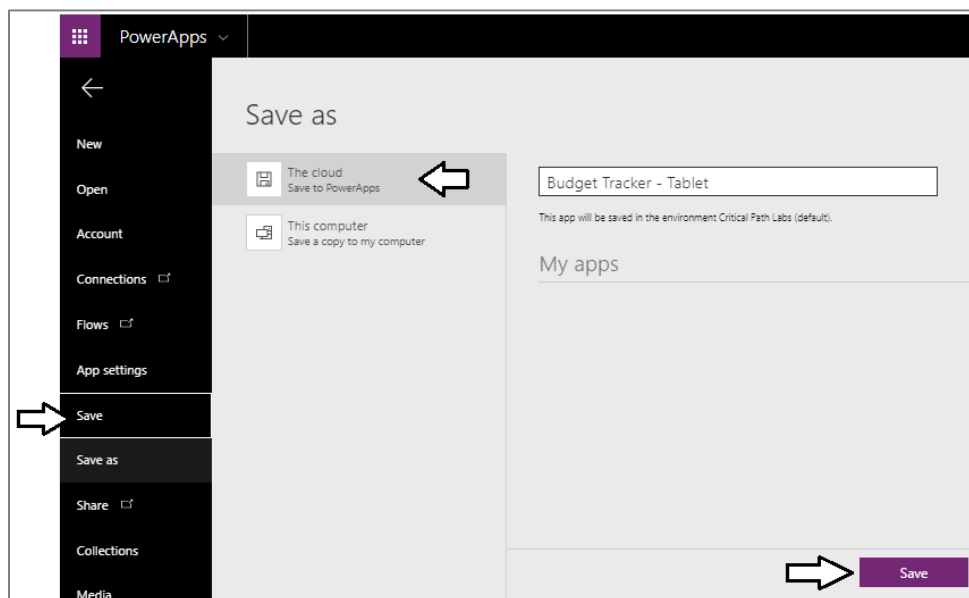 PowerApps
Save as
New
Open
Account
Connections
Flows
App settings
Save
Save as
Share
Collections
Media
The cloud
Save to PowerApps
This computer
Save a copy to my computer
Budget Tracker - Tablet
This app will be saved in the environment Critical Path Labs (default).
My apps
Save